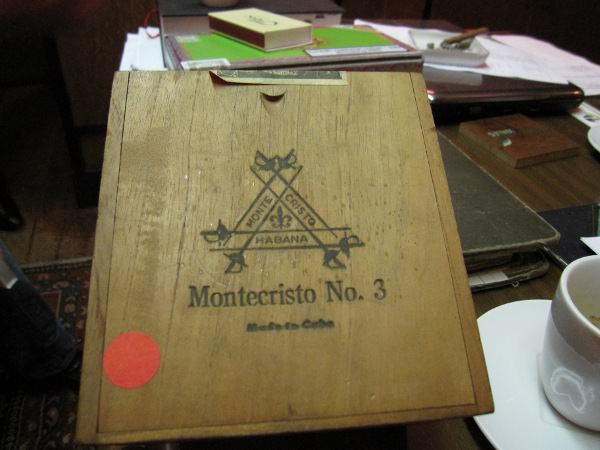 MONTE CRISTO
HABANA
Montecristo No. 3
Made in Cuba